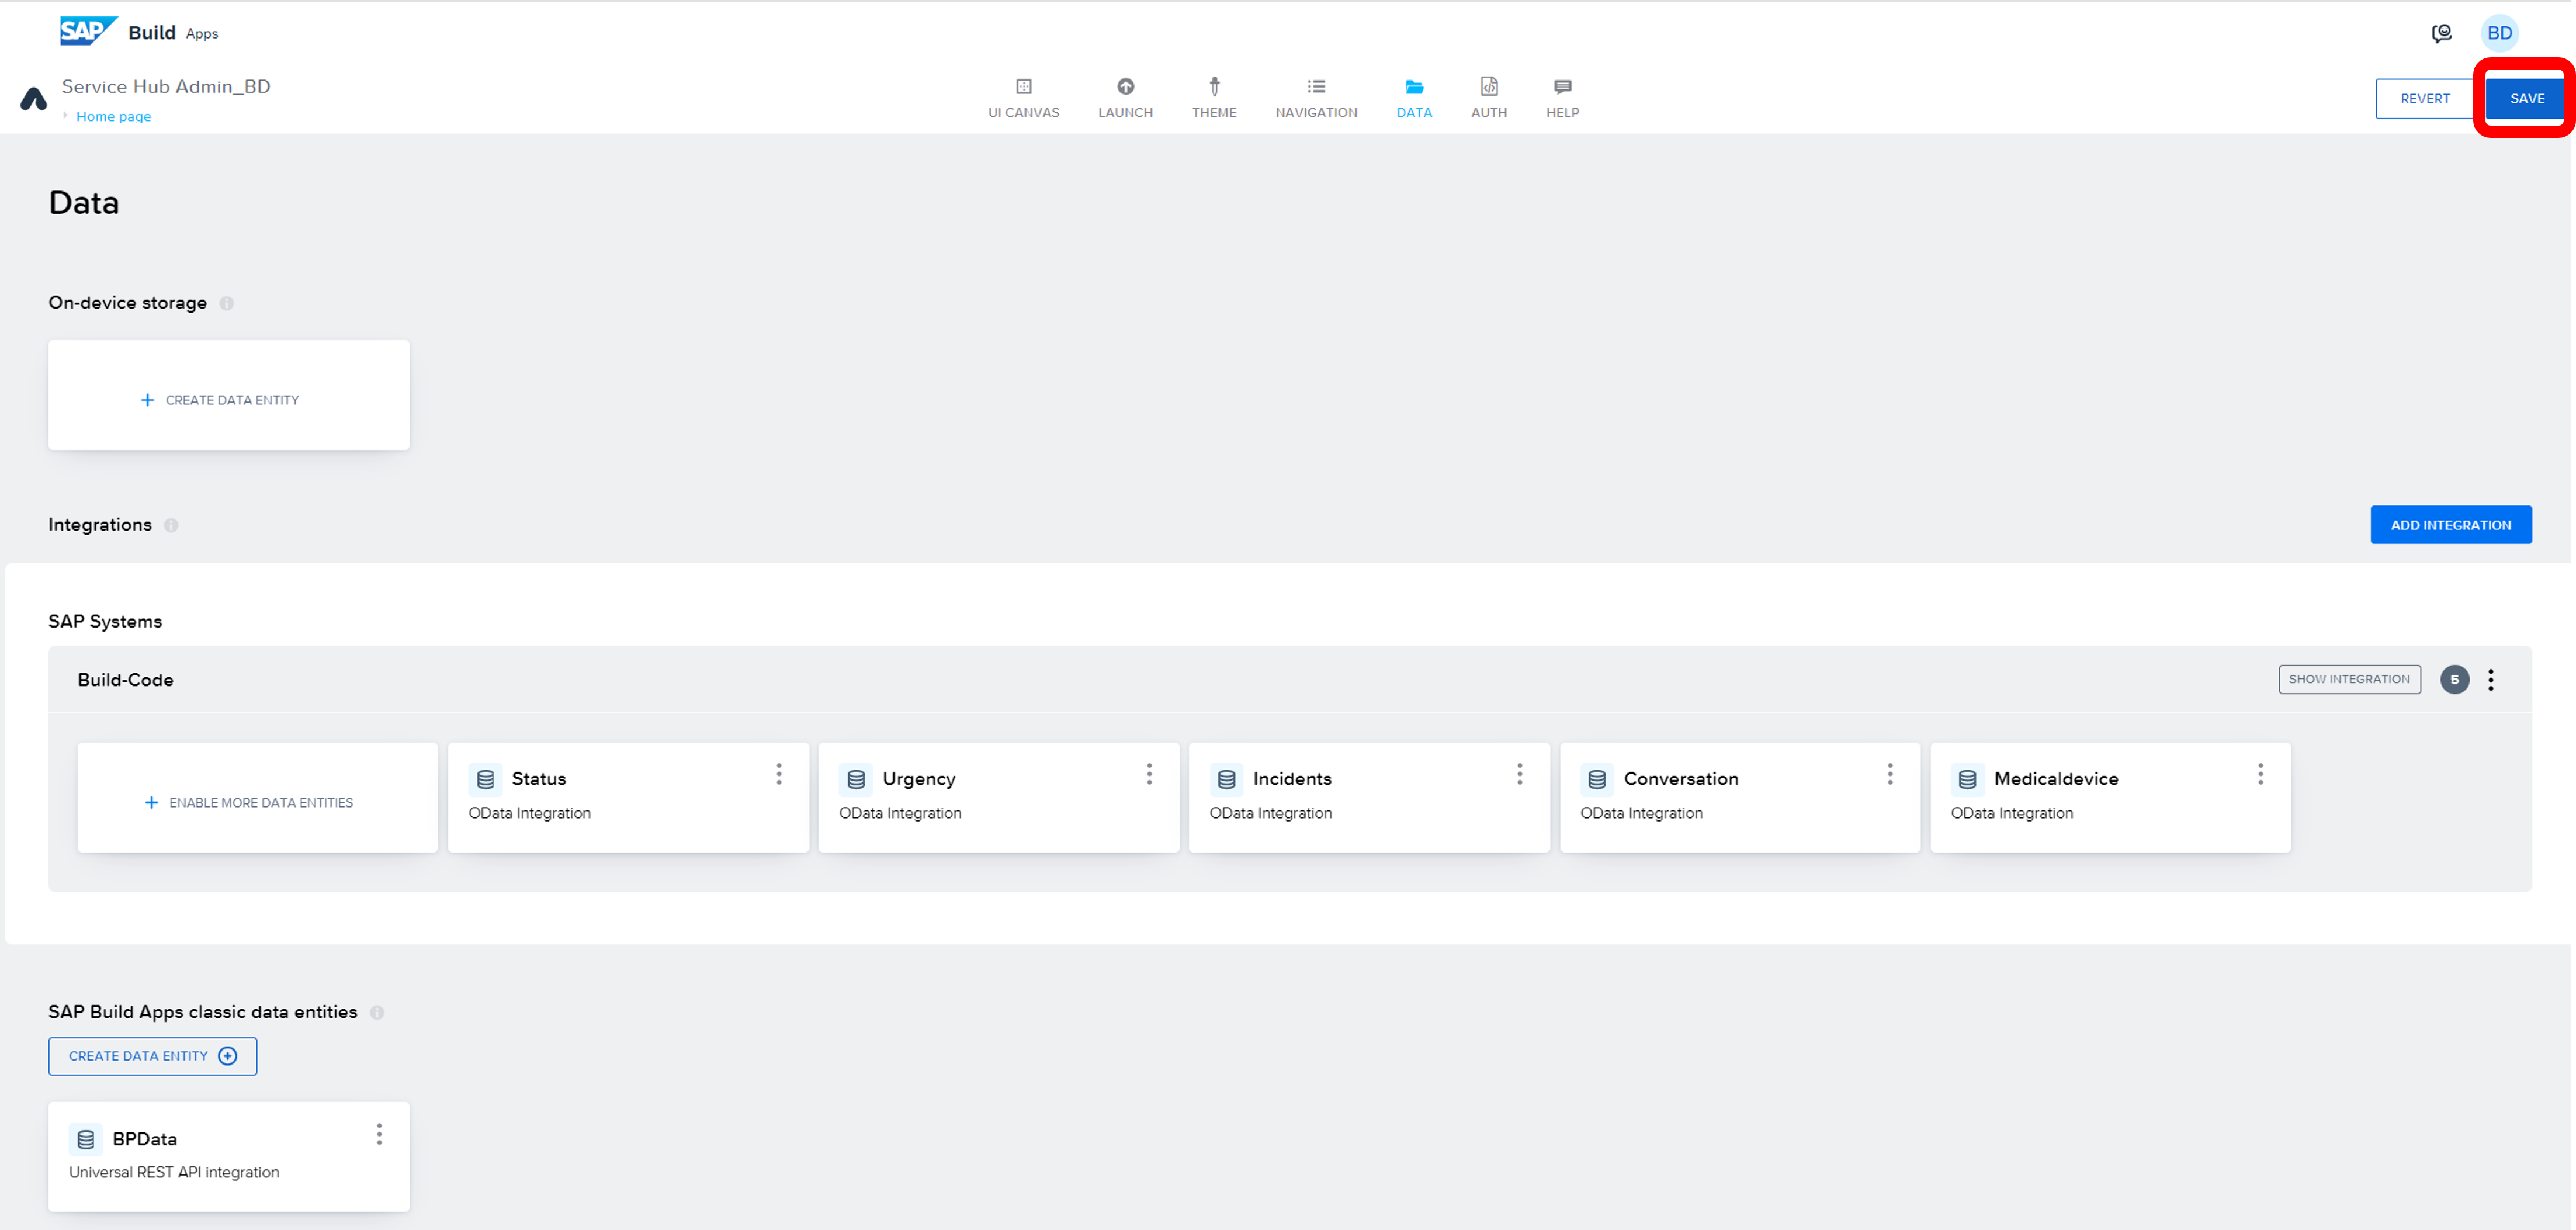 SAP Build Apps
BD
Service Hub Admin_BD
Home page
UI CANVAS
LAUNCH
THEME
NAVIGATION
DATA
AUTH
HELP
REVERT
SAVE
Data
On-device storage
+ CREATE DATA ENTITY
Integrations
ADD INTEGRATION
SAP Systems
Build-Code
SHOW INTEGRATION
5
+ ENABLE MORE DATA ENTITIES
Status
OData Integration
Urgency
OData Integration
Incidents
OData Integration
Conversation
OData Integration
Medicaldevice
OData Integration
SAP Build Apps classic data entities
CREATE DATA ENTITY
BPData
Universal REST API integration